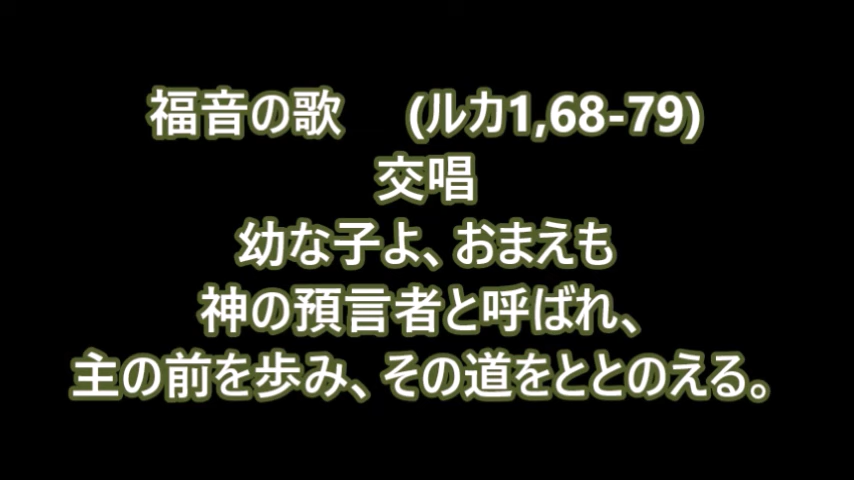 福音の歌　(ルカ1,68-79)
交唱
幼な子よ、おまえも
神の預言者と呼ばれ、
主の前を歩み、その道をととのえる。